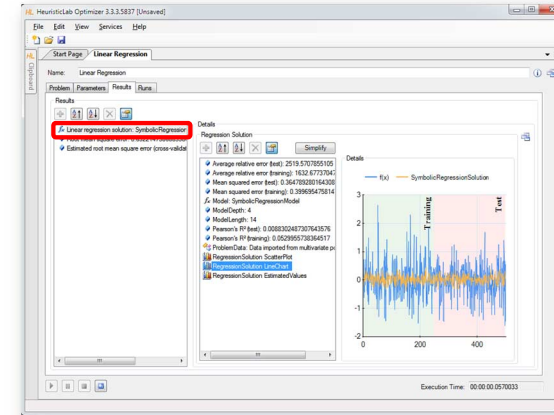 HL HeuristicLab Optimizer 3.3.3.5837 [Unsaved]
File Edit View Services Help
Start Page Linear Regression
Clipboard
Name: Linear Regression
Problem Parameters Results Runs
Results
Linear regression solution: SymbolicRegression
Estimated root mean square error (cross-validat
Details
Regression Solution
Simplify
Average relative error (test): 2519.5707855105
Average relative error (training): 1632.67737047
Mean squared error (test): 0.364789280164308
Mean squared error (training): 0.399695475814
Model: SymbolicRegressionModel
ModelDepth: 4
ModelLength: 14
Pearson's R² (test): 0.0088302487307643576
Pearson's R² (training): 0.0529955738364517
ProblemData: Data imported from multivariate po
RegressionSolution ScatterPlot
RegressionSolution LineChart
RegressionSolution EstimatedValues
Details
f(x) SymbolicRegressionSolution
Training
Test
3
2
1
0
-1
-2
0 200 400
Execution Time: 00:00:00.0570033